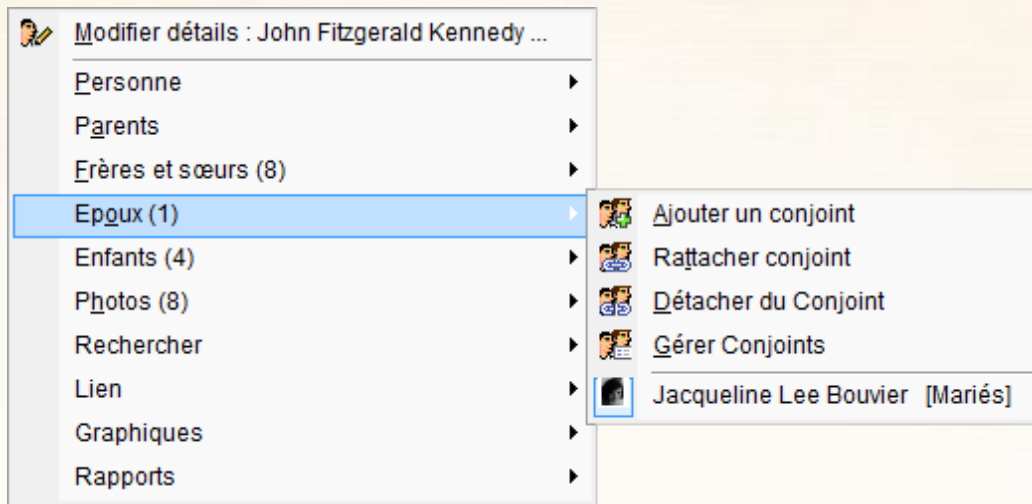 Modifier détails : John Fitzgerald Kennedy ...
Personne
Parents
Frères et sœurs (8)
Epoux (1)
Enfants (4)
Photos (8)
Rechercher
Lien
Graphiques
Rapports
Ajouter un conjoint
Rattacher conjoint
Détacher du Conjoint
Gérer Conjoints
Jacqueline Lee Bouvier [Mariés]